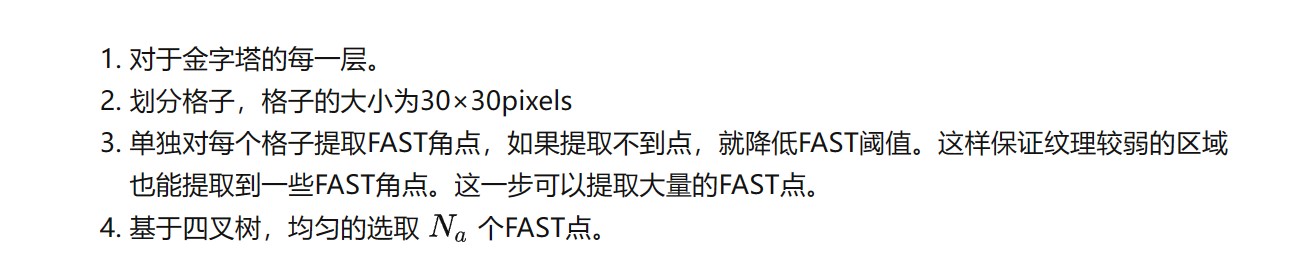 1. 对于金字塔的每一层。
2. 划分格子，格子的大小为30×30pixels
3. 单独对每个格子提取FAST角点，如果提取不到点，就降低FAST阈值。这样保证纹理较弱的区域
也能提取到一些FAST角点。这一步可以提取大量的FAST点。
4. 基于四叉树，均匀的选取 Nₐ 个FAST点。